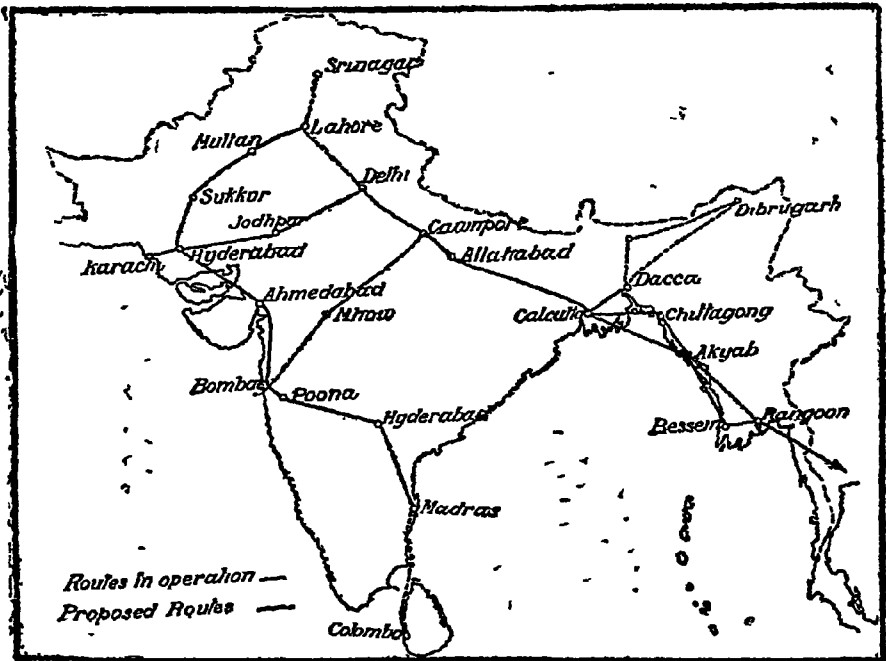 Srinagar
Lahore
Multan
Delhi
Sukkur
Dibrugarh
Jodhpur
Cawnpore
Hyderabad
Allahabad
Karachi
Dacca
Ahmedabad
Mhow
Calcutta
Chittagong
Akyab
Bombay
Poona
Hyderabad
Bessein
Rangoon
Madras
Routes in operation
Proposed Routes
Colombo